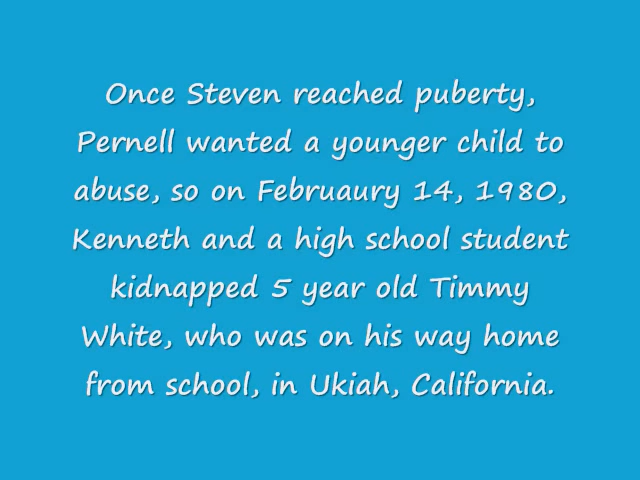 Once Steven reached puberty,
Pernell wanted a younger child to
abuse, so on Februaury 14, 1980,
Kenneth and a high school student
kidnapped 5 year old Timmy
White, who was on his way home
from school, in Ukiah, California.